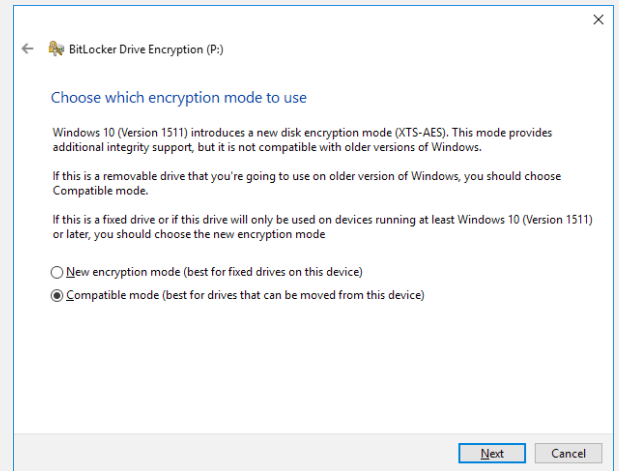 BitLocker Drive Encryption (P:)
Choose which encryption mode to use
Windows 10 (Version 1511) introduces a new disk encryption mode (XTS-AES). This mode provides
additional integrity support, but it is not compatible with older versions of Windows.
If this is a removable drive that you're going to use on older version of Windows, you should choose
Compatible mode.
If this is a fixed drive or if this drive will only be used on devices running at least Windows 10 (Version 1511)
or later, you should choose the new encryption mode
New encryption mode (best for fixed drives on this device)
Compatible mode (best for drives that can be moved from this device)
Next Cancel